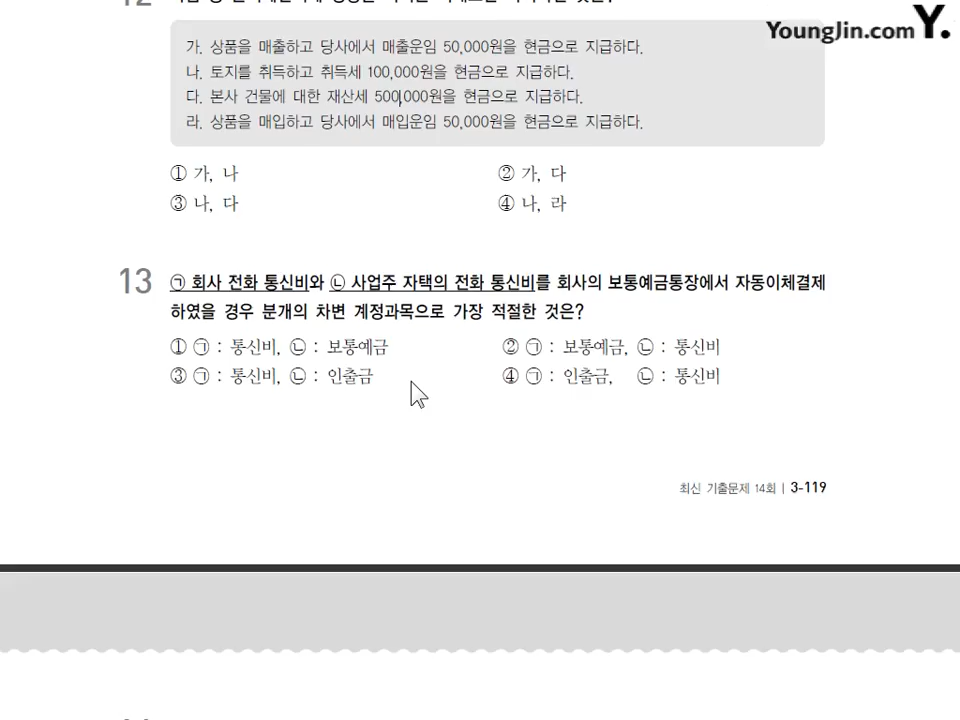 YoungJin.com Y.
가. 상품을 매출하고 당사에서 매출운임 50,000원을 현금으로 지급하다.
나. 토지를 취득하고 취득세 100,000원을 현금으로 지급하다.
다. 본사 건물에 대한 재산세 500,000원을 현금으로 지급하다.
라. 상품을 매입하고 당사에서 매입운임 50,000원을 현금으로 지급하다.
① 가, 나 ② 가, 다
③ 나, 다 ④ 나, 라
13 ㉠ 회사 전화 통신비와 ㉡ 사업주 자택의 전화 통신비를 회사의 보통예금통장에서 자동이체결제
하였을 경우 분개의 차변 계정과목으로 가장 적절한 것은?
① ㉠ : 통신비, ㉡ : 보통예금 ② ㉠ : 보통예금, ㉡ : 통신비
③ ㉠ : 통신비, ㉡ : 인출금 ④ ㉠ : 인출금, ㉡ : 통신비
최신 기출문제 14회 | 3-119